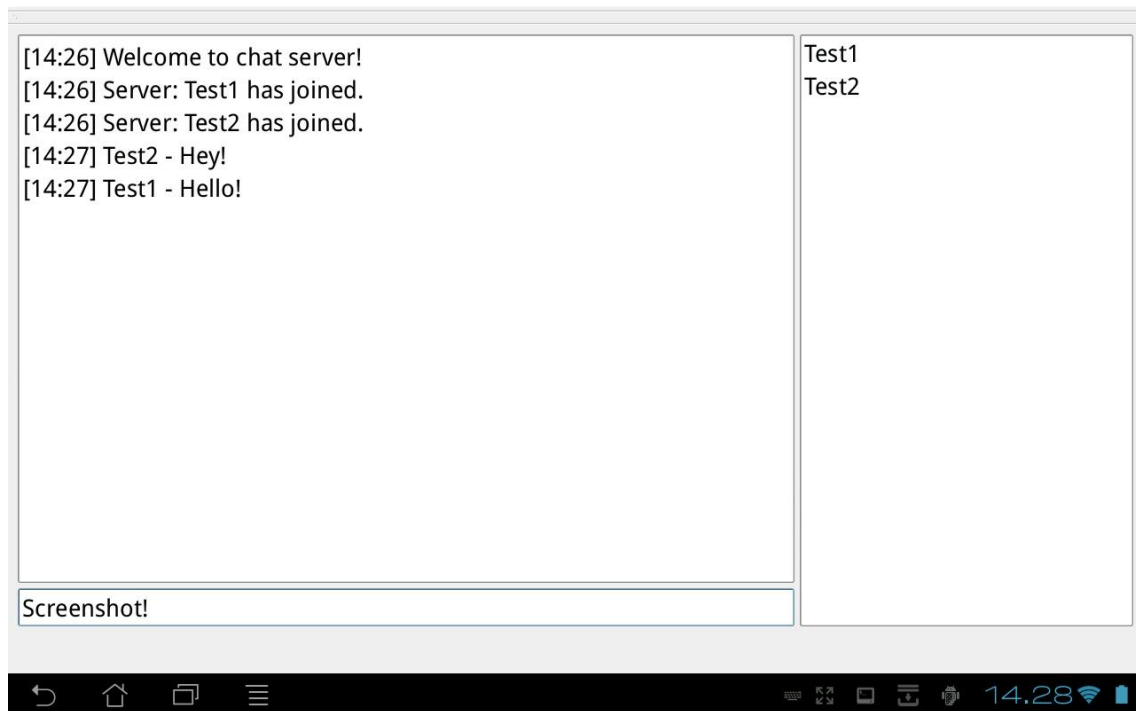 [14:26] Welcome to chat server!
[14:26] Server: Test1 has joined.
[14:26] Server: Test2 has joined.
[14:27] Test2 - Hey!
[14:27] Test1 - Hello!
Test1
Test2
Screenshot!
14.28